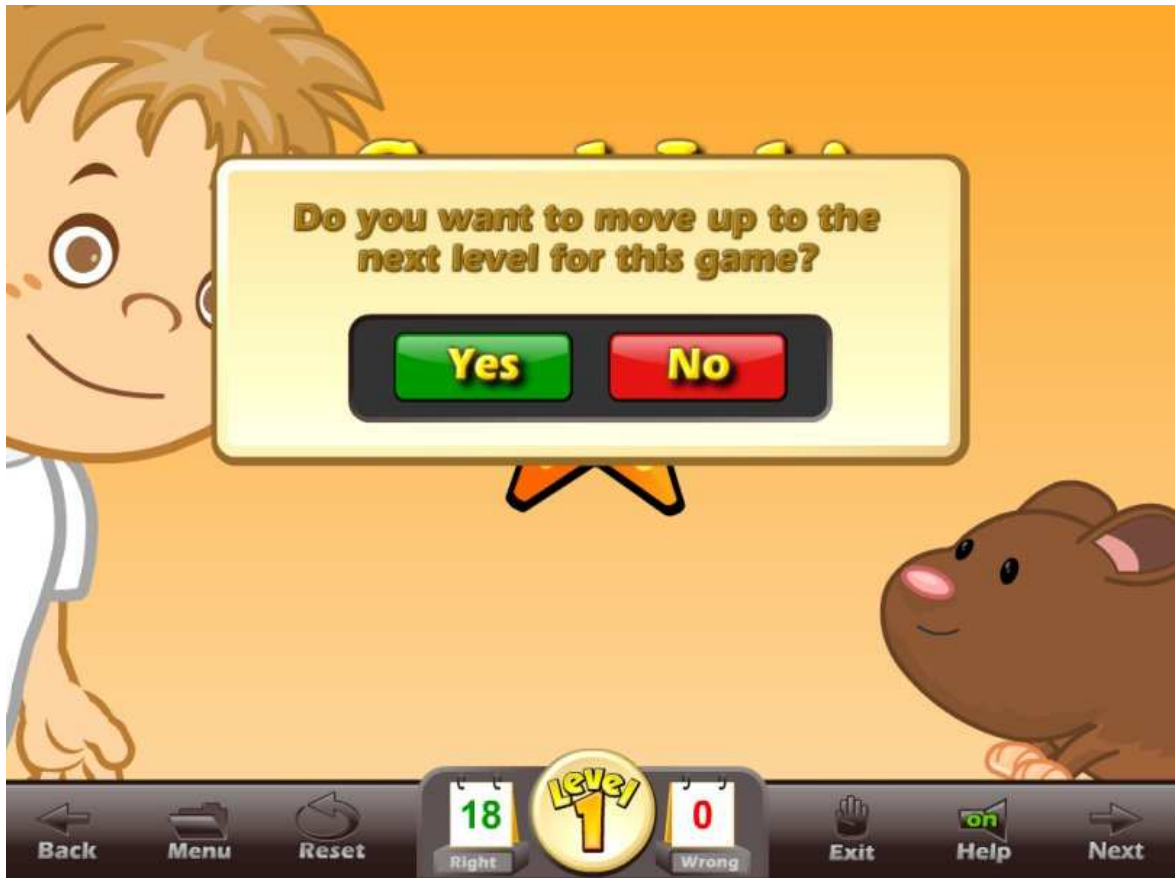 Do you want to move up to the
next level for this game?
Yes No
18 Level 1 0
Right Wrong
Back Menu Reset Exit on Help Next